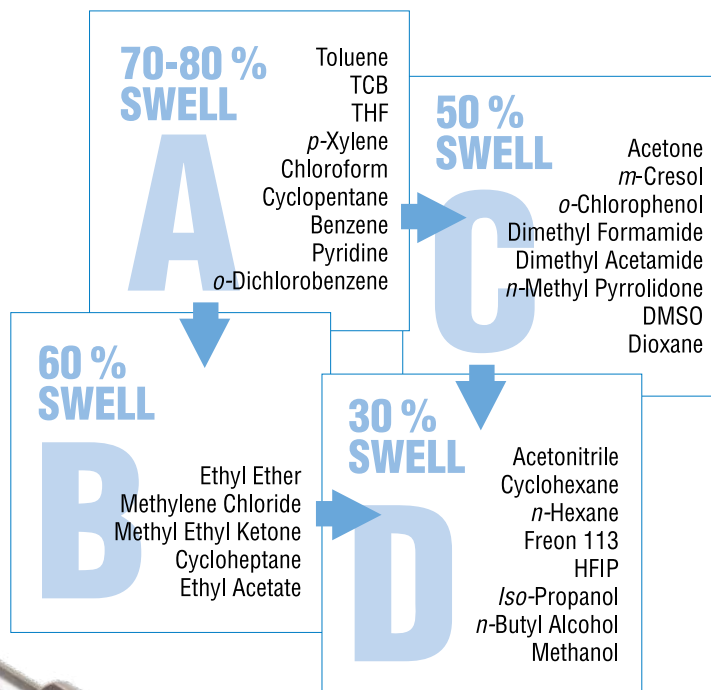 70-80 %
SWELL
A
Toluene
TCB
THF
p-Xylene
Chloroform
Cyclopentane
Benzene
Pyridine
o-Dichlorobenzene
50 %
SWELL
C
Acetone
m-Cresol
o-Chlorophenol
Dimethyl Formamide
Dimethyl Acetamide
n-Methyl Pyrrolidone
DMSO
Dioxane
60 %
SWELL
B
Ethyl Ether
Methylene Chloride
Methyl Ethyl Ketone
Cycloheptane
Ethyl Acetate
30 %
SWELL
D
Acetonitrile
Cyclohexane
n-Hexane
Freon 113
HFIP
Iso-Propanol
n-Butyl Alcohol
Methanol